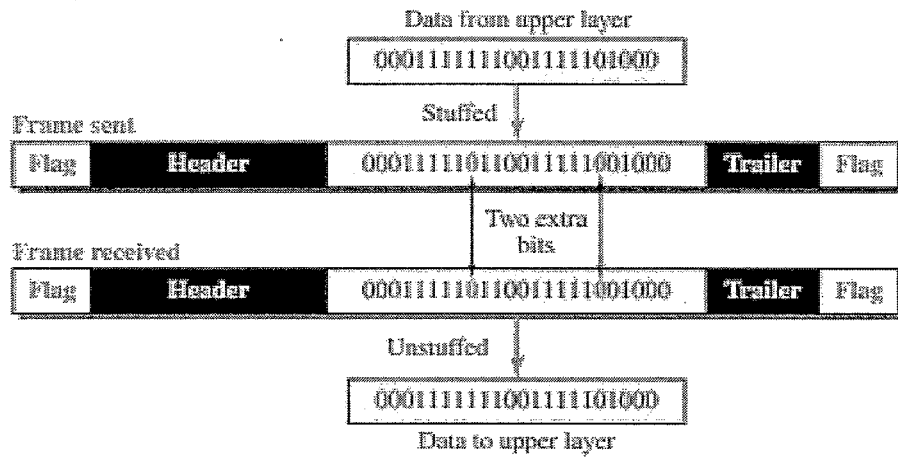 Data from upper layer
0001111111001111101000
Stuffed
Frame sent
Flag Header 000111110110011111001000 Trailer Flag
Two extra
bits
Frame received
Flag Header 000111110110011111001000 Trailer Flag
Unstuffed
0001111111001111101000
Data to upper layer